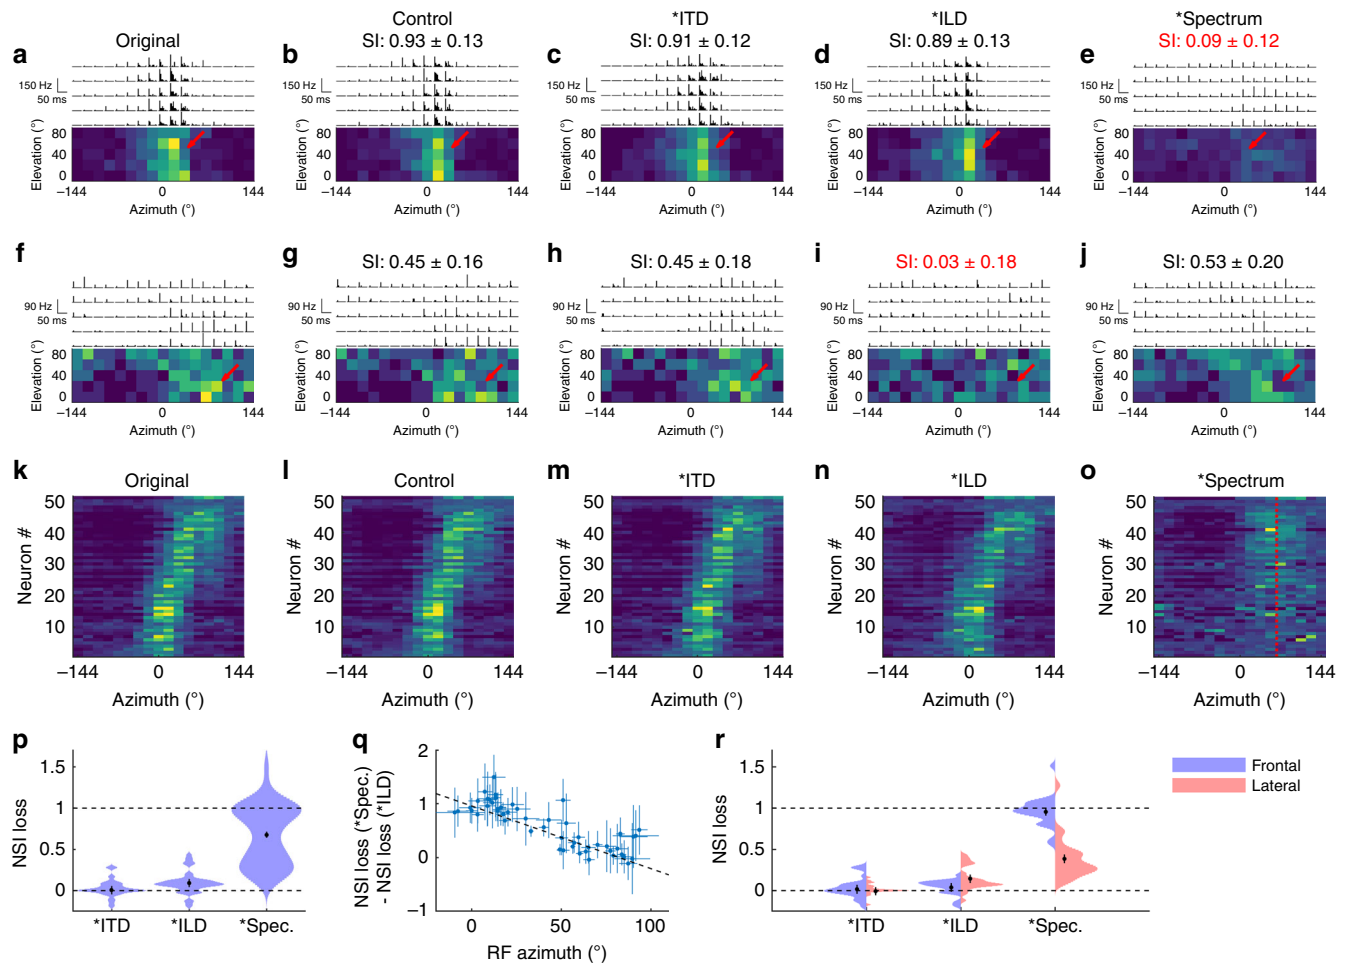 Control *ITD *ILD *Spectrum
a Original b SI: 0.93 ± 0.13 c SI: 0.91 ± 0.12 d SI: 0.89 ± 0.13 e SI: 0.09 ± 0.12
150 Hz 150 Hz 150 Hz 150 Hz 150 Hz
50 ms 50 ms 50 ms 50 ms 50 ms
Elevation (°) 80 40 0 Elevation (°) 80 40 0 Elevation (°) 80 40 0 Elevation (°) 80 40 0 Elevation (°) 80 40 0
−144 0 144 −144 0 144 −144 0 144 −144 0 144 −144 0 144
Azimuth (°) Azimuth (°) Azimuth (°) Azimuth (°) Azimuth (°)
f g SI: 0.45 ± 0.16 h SI: 0.45 ± 0.18 i SI: 0.03 ± 0.18 j SI: 0.53 ± 0.20
90 Hz 90 Hz 90 Hz 90 Hz 90 Hz
50 ms 50 ms 50 ms 50 ms 50 ms
Elevation (°) 80 40 0 Elevation (°) 80 40 0 Elevation (°) 80 40 0 Elevation (°) 80 40 0 Elevation (°) 80 40 0
−144 0 144 −144 0 144 −144 0 144 −144 0 144 −144 0 144
Azimuth (°) Azimuth (°) Azimuth (°) Azimuth (°) Azimuth (°)
k Original l Control m *ITD n *ILD o *Spectrum
Neuron # 50 40 30 20 10 Neuron # 50 40 30 20 10 Neuron # 50 40 30 20 10 Neuron # 50 40 30 20 10 Neuron # 50 40 30 20 10
−144 0 144 −144 0 144 −144 0 144 −144 0 144 −144 0 144
Azimuth (°) Azimuth (°) Azimuth (°) Azimuth (°) Azimuth (°)
p
NSI loss
1.5
1
0.5
0
*ITD *ILD *Spec.
q
NSI loss (*Spec.)
- NSI loss (*ILD)
2
1
0
−1
0 50 100
RF azimuth (°)
r
NSI loss
1.5
1
0.5
0
*ITD *ILD *Spec.
Frontal
Lateral